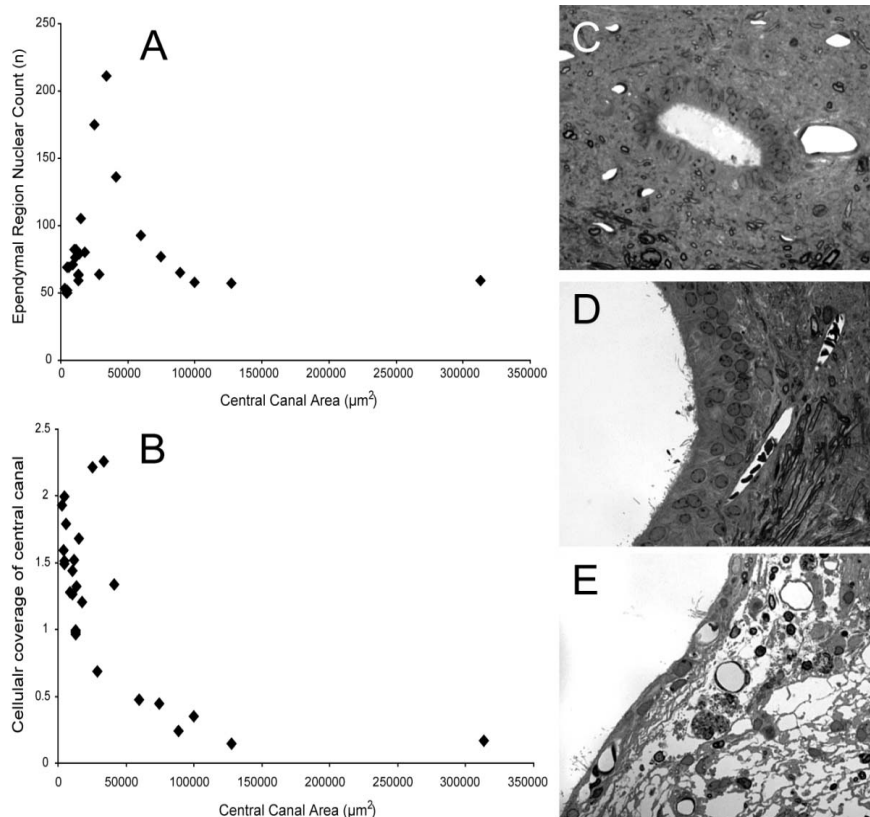 A
Ependymal Region Nuclear Count (n)
250
200
150
100
50
0
0 50000 100000 150000 200000 250000 300000 350000
Central Canal Area (µm²)
B
Cellulalr coverage of central canal
2.5
2
1.5
1
0.5
0
0 50000 100000 150000 200000 250000 300000 350000
Central Canal Area (µm²)
C
D
E